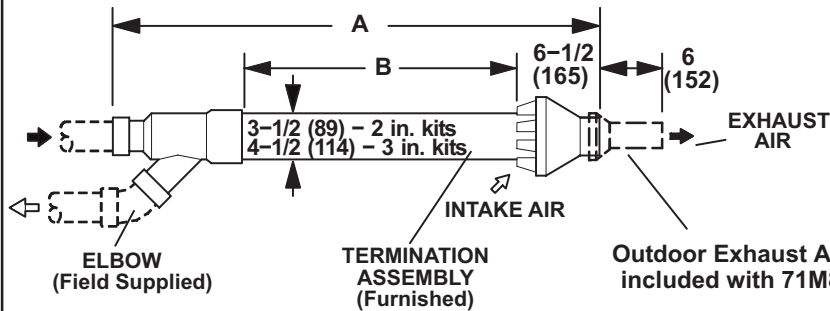 A
B
6−1/2
(165)
6
(152)
3−1/2 (89) − 2 in. kits
4−1/2 (114) − 3 in. kits
EXHAUST
AIR
INTAKE AIR
ELBOW
(Field Supplied)
TERMINATION
ASSEMBLY
(Furnished)
Outdoor Exhaust
included with